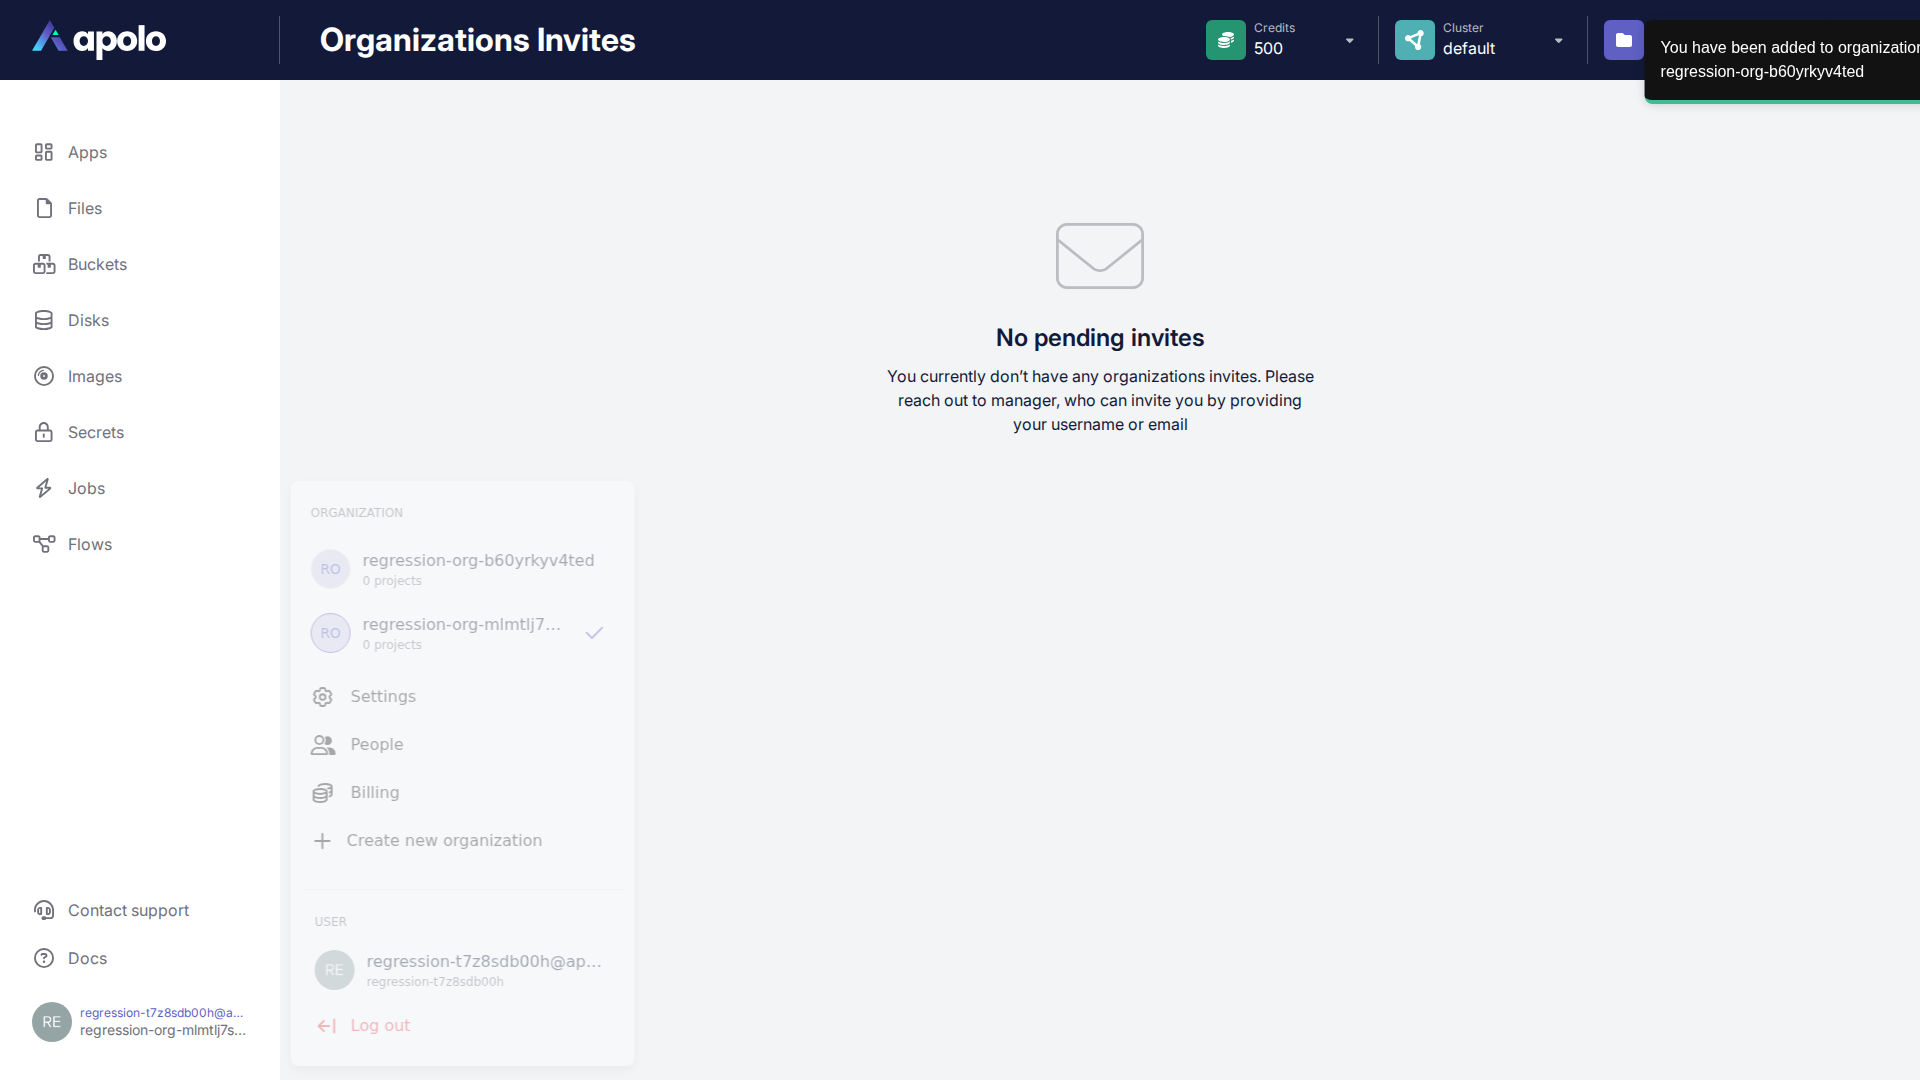 apolo
Organizations Invites
Credits
500
Cluster
default
You have been added to organization
regression-org-b60yrkyv4ted
Apps
Files
Buckets
Disks
Images
Secrets
Jobs
Flows
No pending invites
You currently don’t have any organizations invites. Please
reach out to manager, who can invite you by providing
your username or email
ORGANIZATION
RO
regression-org-b60yrkyv4ted
0 projects
RO
regression-org-mlmtlj7...
0 projects
Settings
People
Billing
Create new organization
USER
RE
regression-t7z8sdb00h@ap...
regression-t7z8sdb00h
Log out
Contact support
Docs
RE
regression-t7z8sdb00h@a...
regression-org-mlmtlj7s...